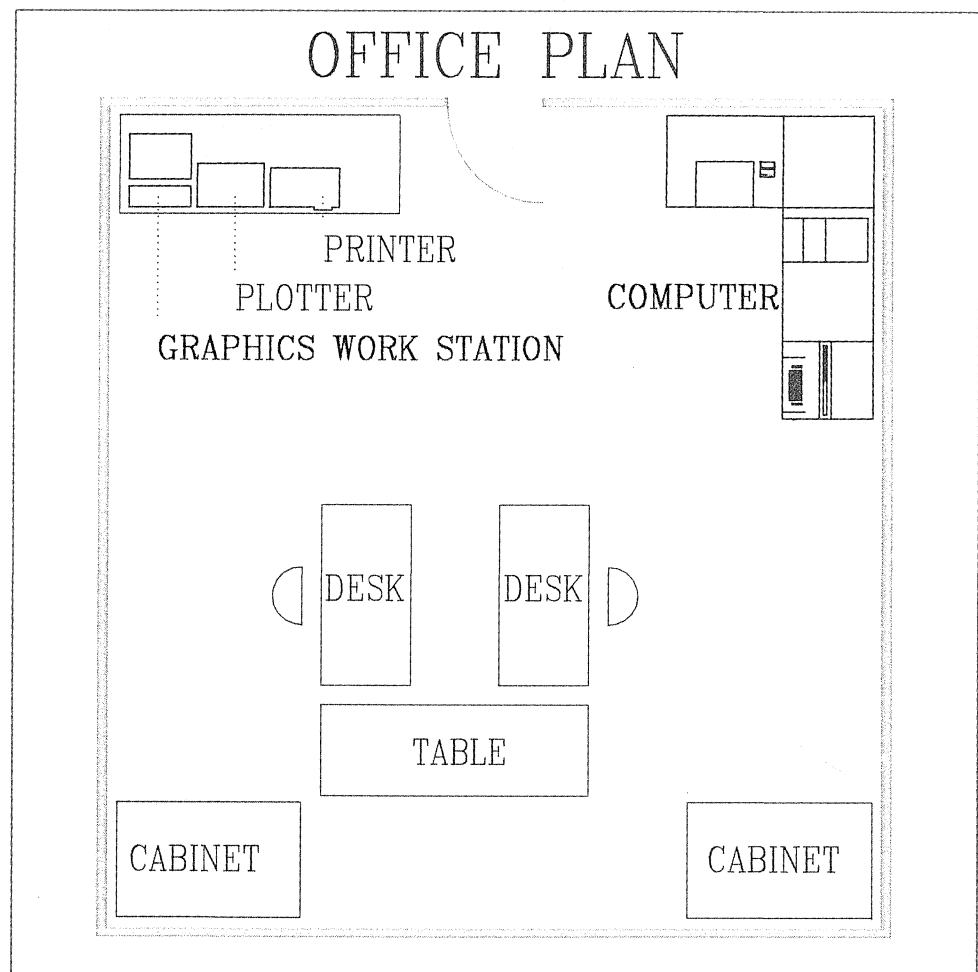 OFFICE PLAN
PRINTER
PLOTTER
COMPUTER
GRAPHICS WORK STATION
DESK
DESK
TABLE
CABINET
CABINET